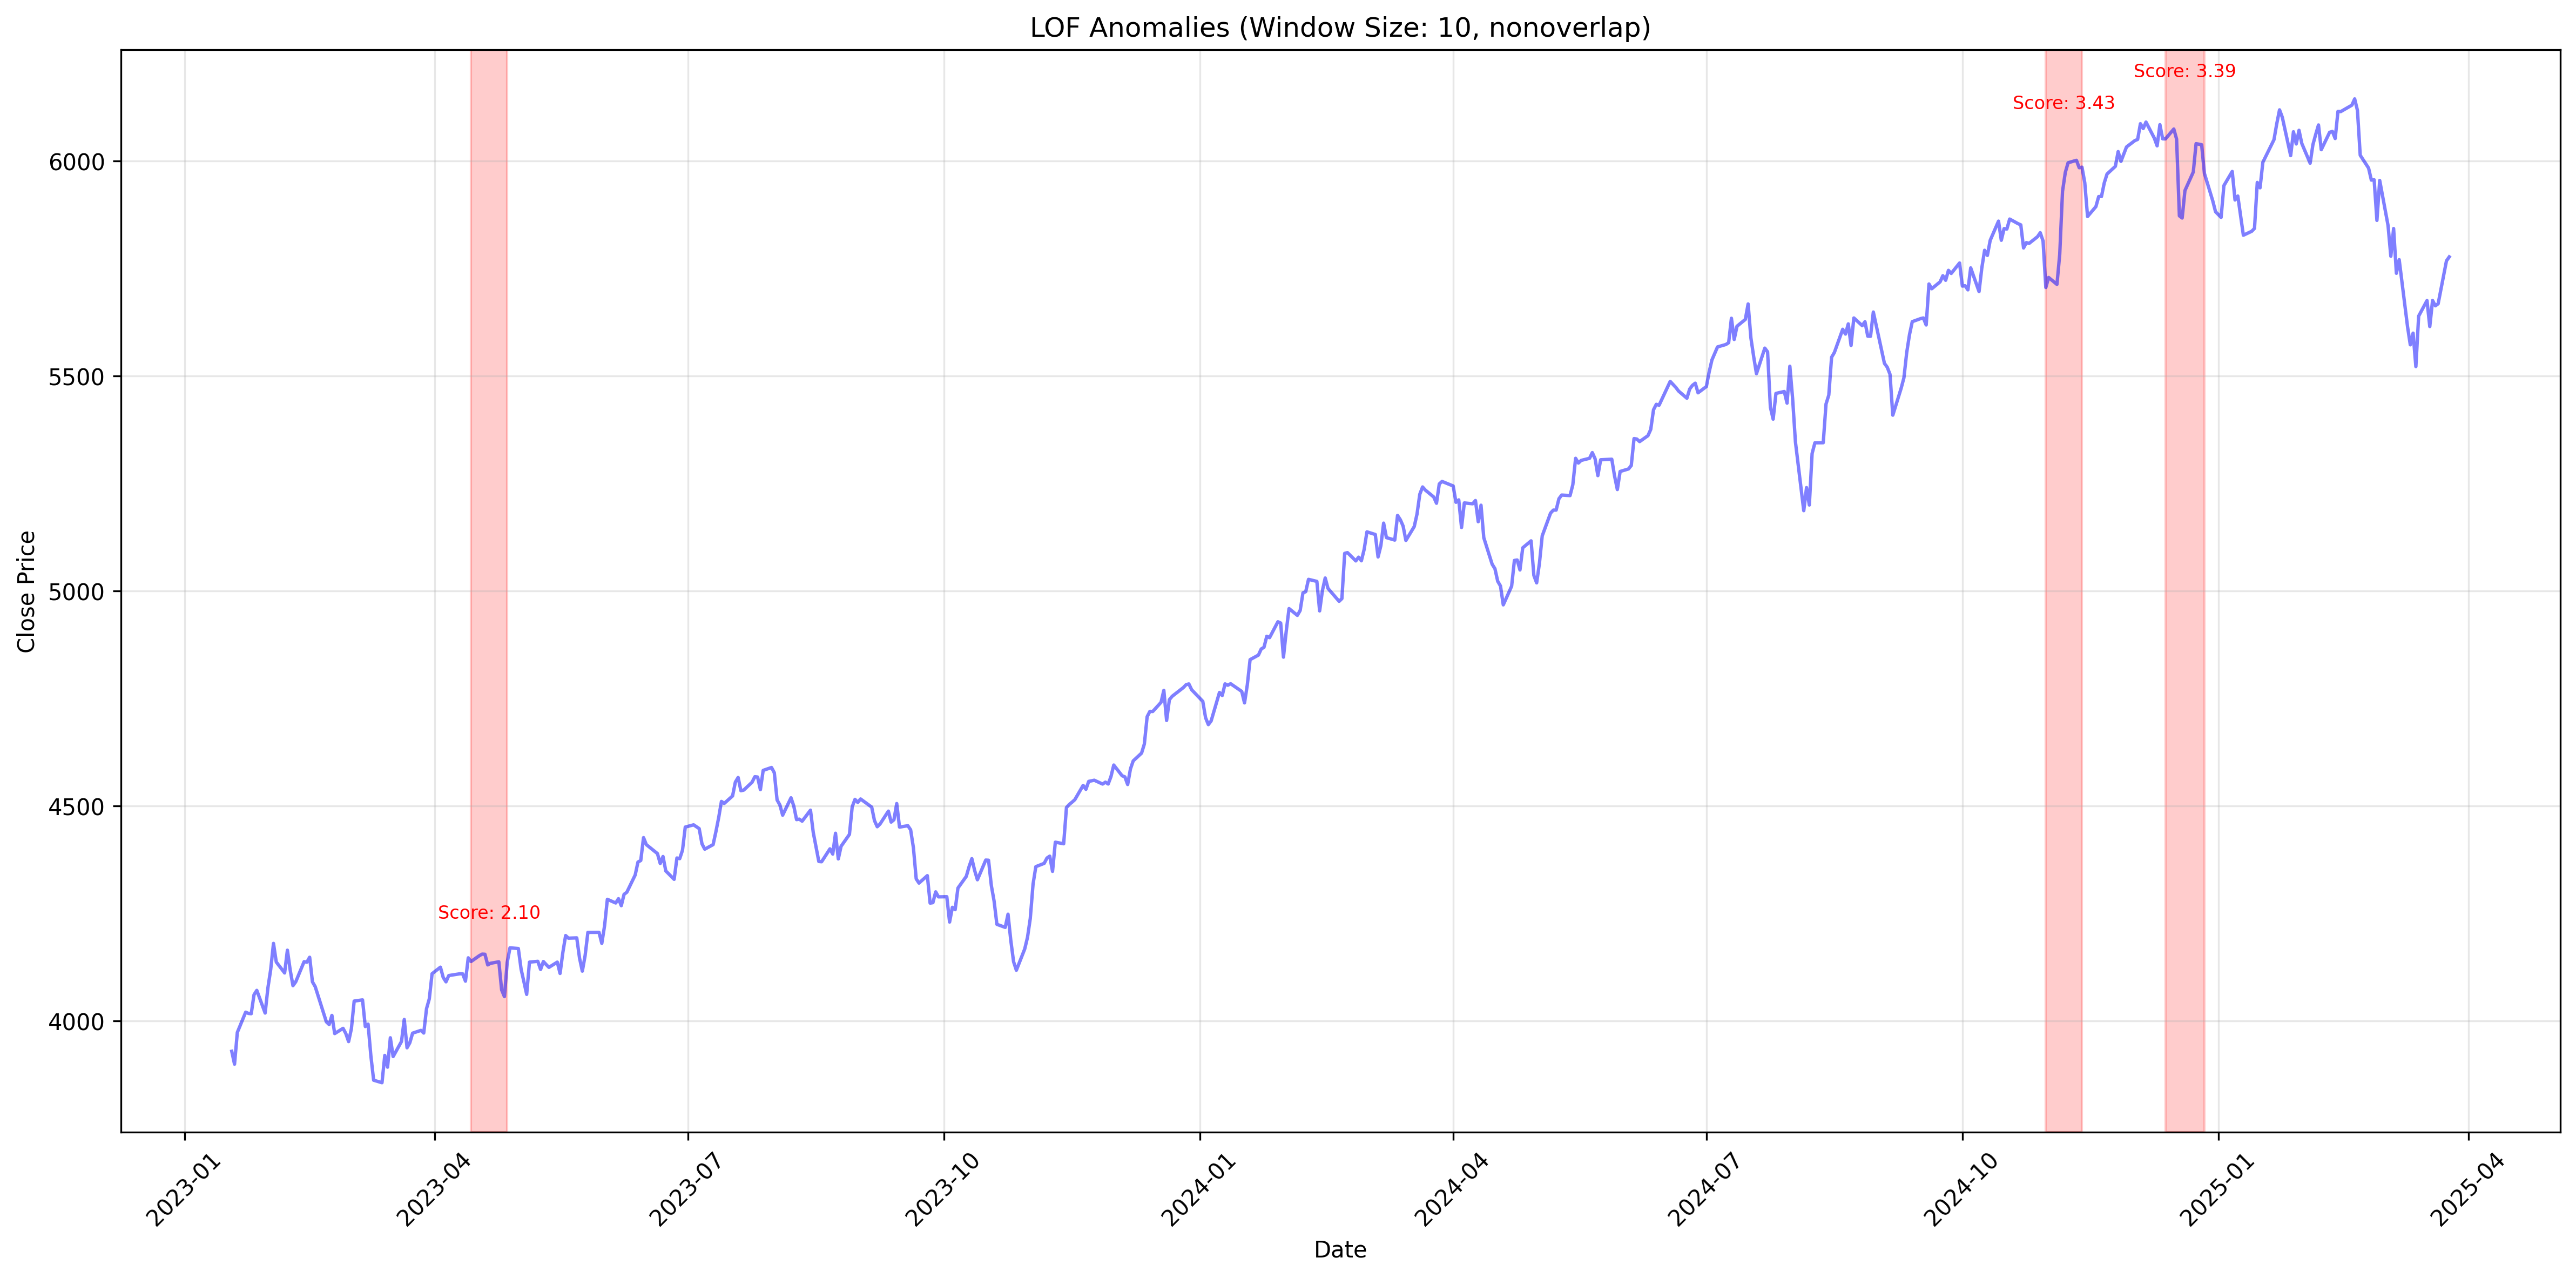 LOF Anomalies (Window Size: 10, nonoverlap)
Score: 3.39
Score: 3.43
Score: 2.10
6000
5500
5000
4500
4000
Close Price
2023-01
2023-04
2023-07
2023-10
2024-01
2024-04
2024-07
2024-10
2025-01
2025-04
Date